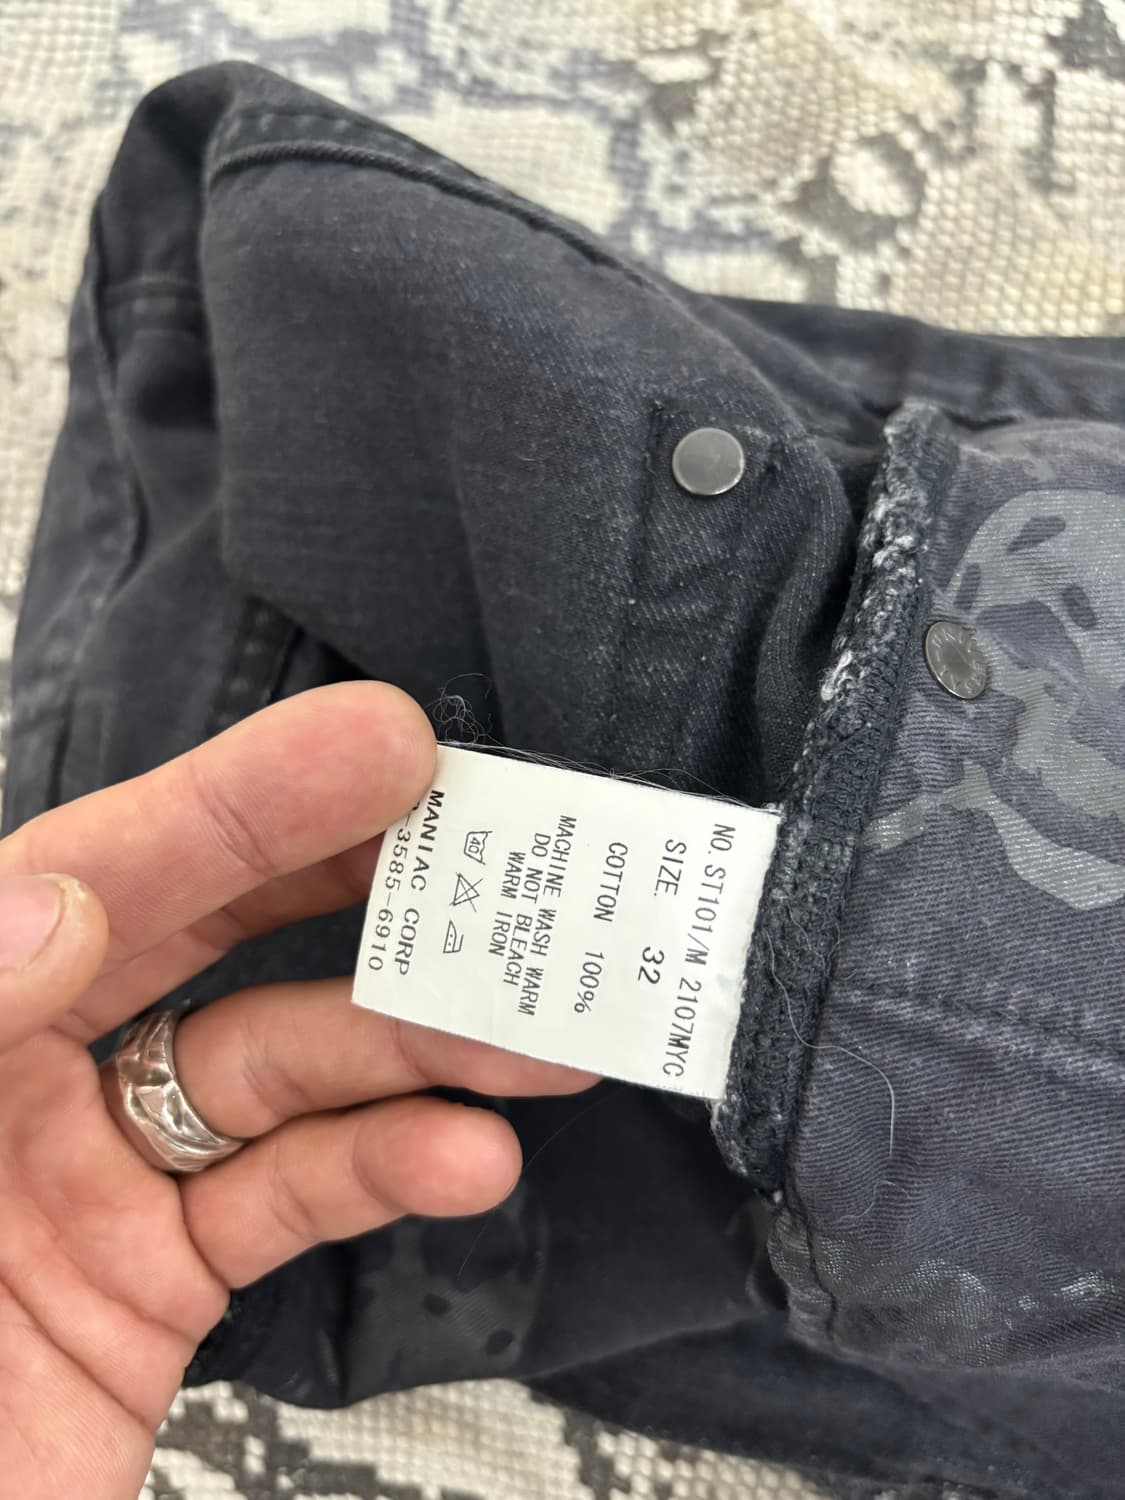 NO. ST101/M 2107MYC
SIZE. 32
COTTON 100%
MACHINE WASH WARM
DO NOT BLEACH
WARM IRON
40
MANIAC CORP
-3585-6910